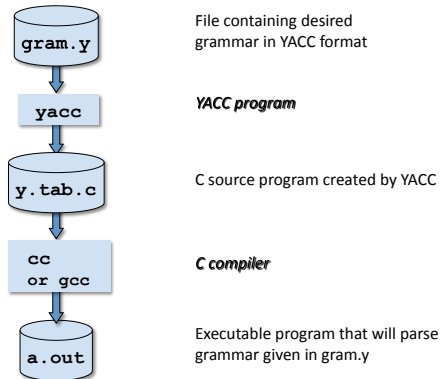 gram.y
File containing desired
grammar in YACC format
yacc
YACC program
y.tab.c
C source program created by YACC
cc
or gcc
C compiler
a.out
Executable program that will parse
grammar given in gram.y